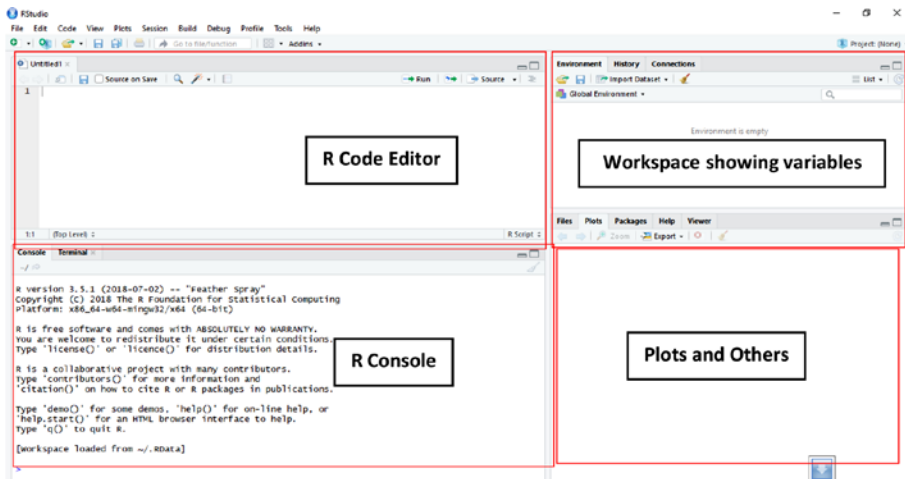 RStudio
File Edit Code View Plots Session Build Debug Profile Tools Help
Go to file/function Addins Project: (None)
Untitled1
Source on Save Run Source
1
R Code Editor
1:1 (Top Level) R Script
Environment History Connections
Import Dataset List
Global Environment
Environment is empty
Workspace showing variables
Files Plots Packages Help Viewer
Zoom Export
Plots and Others
Console Terminal
~/
R version 3.5.1 (2018-07-02) -- "Feather Spray"
Copyright (C) 2018 The R Foundation for Statistical Computing
Platform: x86_64-w64-mingw32/x64 (64-bit)
R is free software and comes with ABSOLUTELY NO WARRANTY.
You are welcome to redistribute it under certain conditions.
Type 'license()' or 'licence()' for distribution details.
R is a collaborative project with many contributors.
Type 'contributors()' for more information and
'citation()' on how to cite R or R packages in publications.
Type 'demo()' for some demos, 'help()' for on-line help, or
'help.start()' for an HTML browser interface to help.
Type 'q()' to quit R.
[Workspace loaded from ~/.RData]
>
R Console